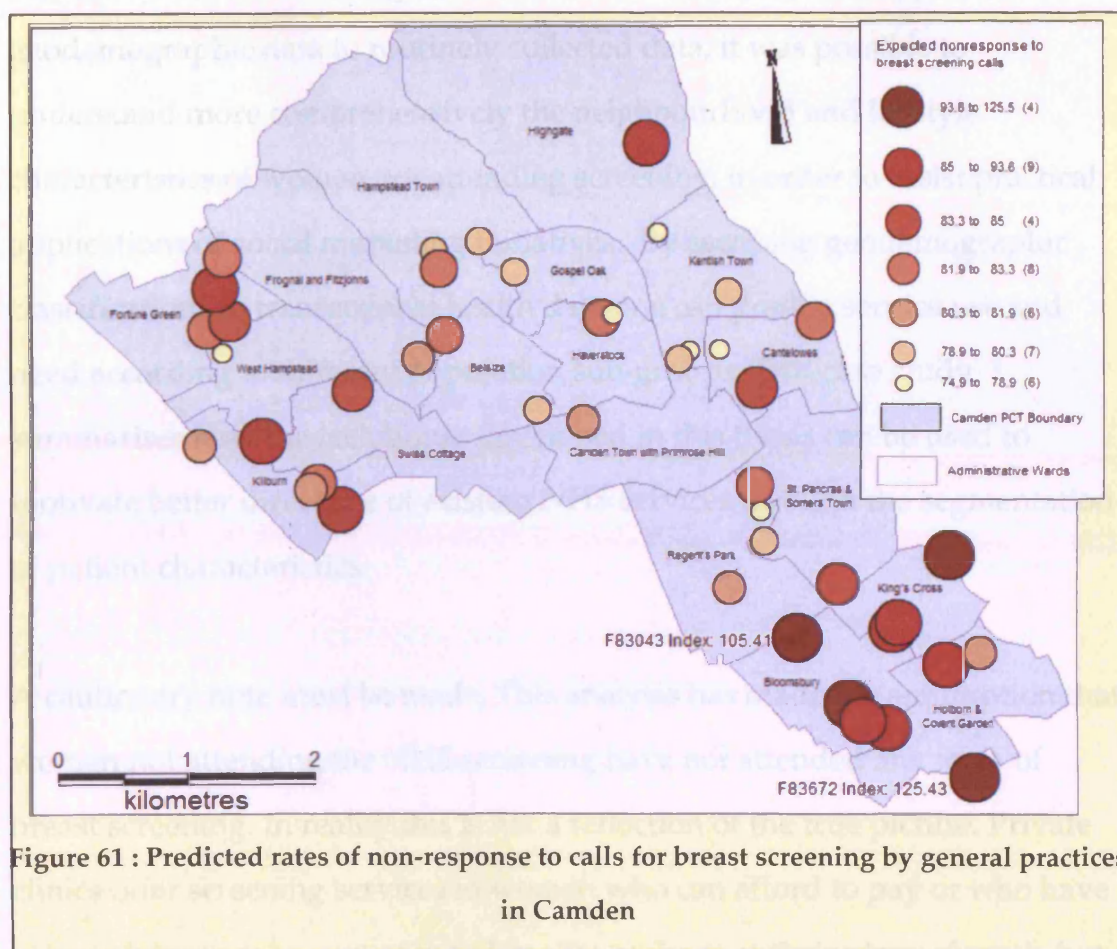 Expected nonresponse to
breast screening calls
93.6 to 125.5 (4)
85 to 93.6 (9)
83.3 to 85 (4)
81.9 to 83.3 (8)
80.3 to 81.9 (6)
78.9 to 80.3 (7)
74.9 to 78.9 (6)
Camden PCT Boundary
Administrative Wards
N
Highgate
Hampstead Town
Kentish Town
Gospel Oak
Frognal and Fitzjohns
Fortune Green
West Hampstead
Haverstock
Cantelowes
Belsize
Swiss Cottage
Camden Town with Primrose Hill
Kilburn
St. Pancras &
Somers Town
Regent's Park
King's Cross
F83043 Index: 105.41
Bloomsbury
Holborn &
Covent Garden
F83672 Index: 125.43
0 2
kilometres
Figure 61 : Predicted rates of non-response to calls for breast screening by general practices
in Camden